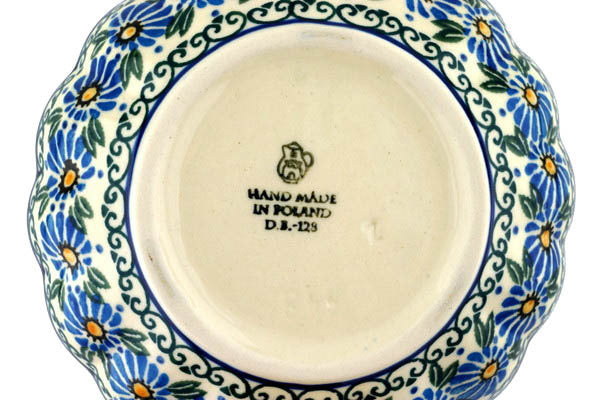 HAND MADE
IN POLAND
D.B.-128